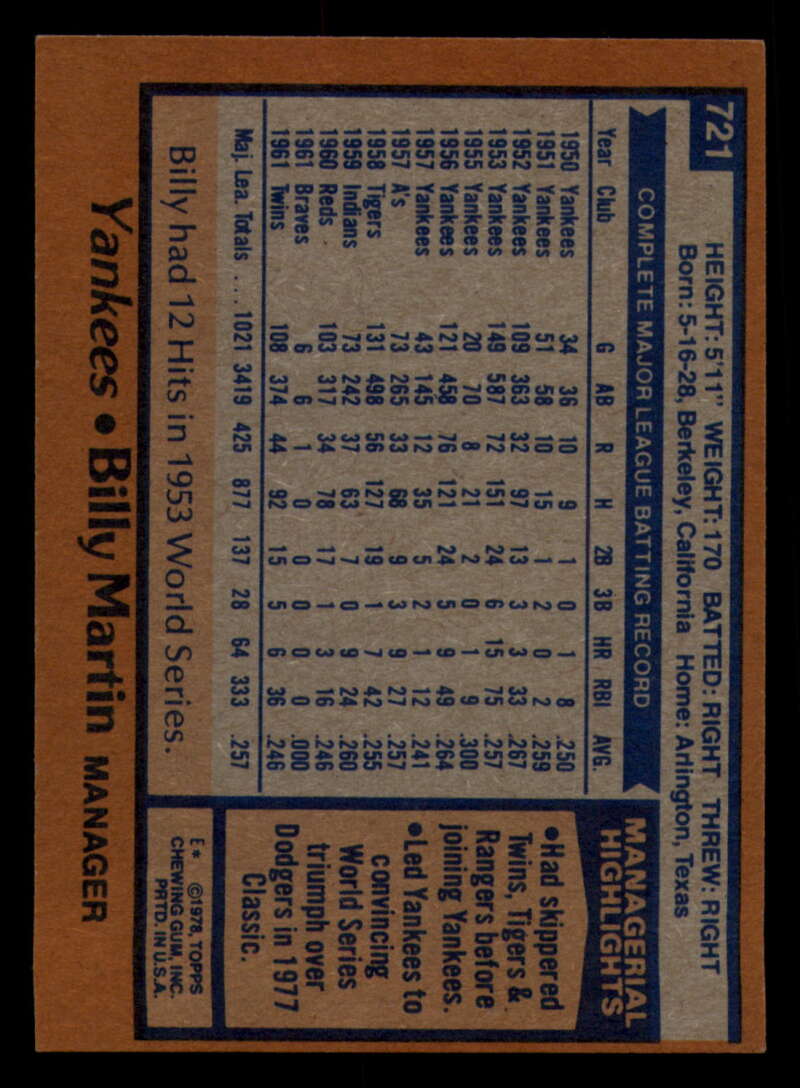 721
HEIGHT: 5'11" WEIGHT: 170 BATTED: RIGHT THREW: RIGHT
Born: 5-16-28, Berkeley, California Home: Arlington, Texas
COMPLETE MAJOR LEAGUE BATTING RECORD
Year Club G AB R H 2B 3B HR RBI AVG.
1950 Yankees 34 36 10 9 1 0 1 8 .250
1951 Yankees 51 58 10 15 1 2 0 2 .259
1952 Yankees 109 363 32 97 13 3 3 33 .267
1953 Yankees 149 587 72 151 24 6 15 75 .257
1955 Yankees 20 70 8 21 2 0 1 9 .300
1956 Yankees 121 458 76 121 24 5 9 49 .264
1957 Yankees 43 145 12 35 5 2 1 12 .241
1957 A's 73 265 33 68 9 3 9 27 .257
1958 Tigers 131 498 56 127 19 1 7 42 .255
1959 Indians 73 242 37 63 7 0 9 24 .260
1960 Reds 103 317 34 78 17 1 3 16 .246
1961 Braves 6 6 1 0 0 0 0 0 .000
1961 Twins 108 374 44 92 15 5 6 36 .246
Maj. Lea. Totals ... 1021 3419 425 877 137 28 64 333 .257
Billy had 12 Hits in 1953 World Series.
MANAGERIAL
HIGHLIGHTS
•Had skippered
Twins, Tigers &
Rangers before
joining Yankees.
•Led Yankees to
convincing
World Series
triumph over
Dodgers in 1977
Classic.
E* ©1978, TOPPS
CHEWING GUM, INC.
PRTD. IN U.S.A.
Yankees • Billy Martin MANAGER